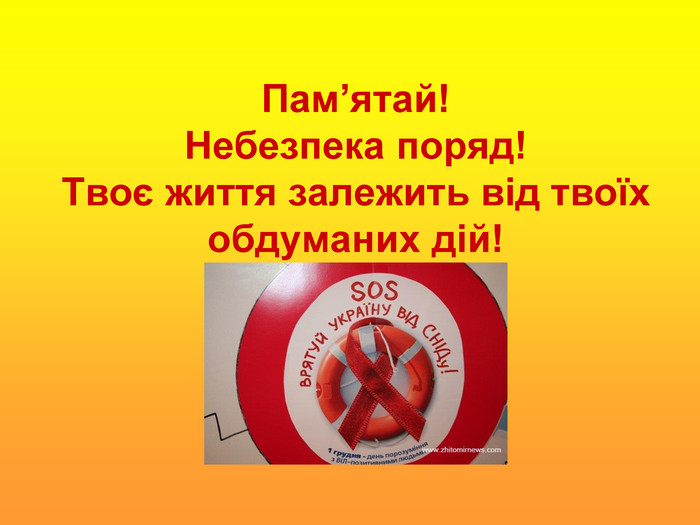 Пам’ятай!
Небезпека поряд!
Твоє життя залежить від твоїх
обдуманих дій!
SOS
ВРЯТУЙ УКРАЇНУ ВІД СНІДу!
1 грудня - день порозуміння
з ВІЛ-позитивними людьми
www.zhitomirnews.com